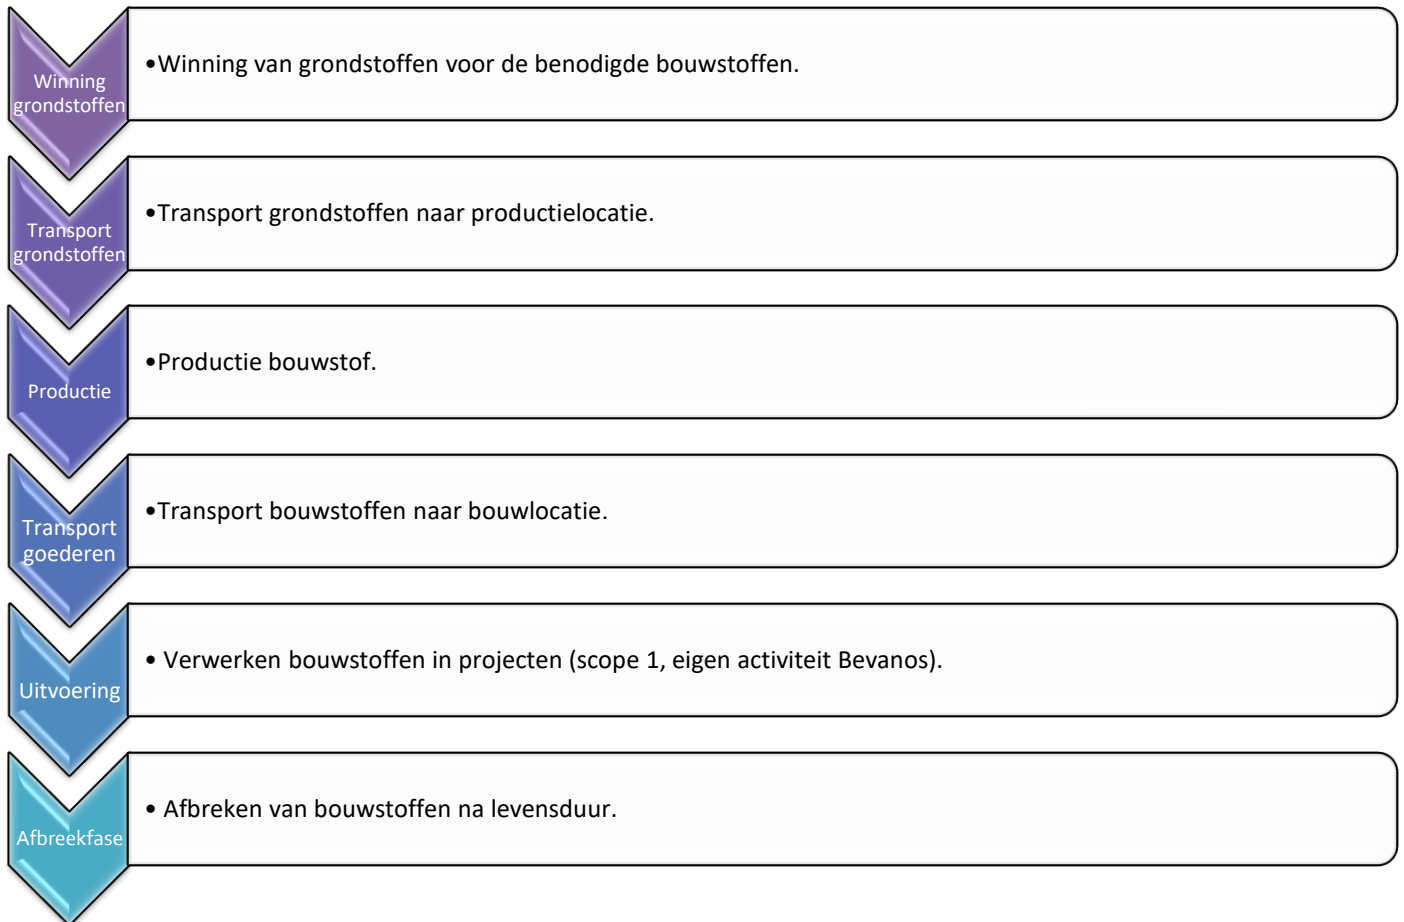 Winning
grondstoffen
•Winning van grondstoffen voor de benodigde bouwstoffen.
Transport
grondstoffen
•Transport grondstoffen naar productielocatie.
Productie
•Productie bouwstof.
Transport
goederen
•Transport bouwstoffen naar bouwlocatie.
Uitvoering
• Verwerken bouwstoffen in projecten (scope 1, eigen activiteit Bevanos).
Afbreekfase
• Afbreken van bouwstoffen na levensduur.